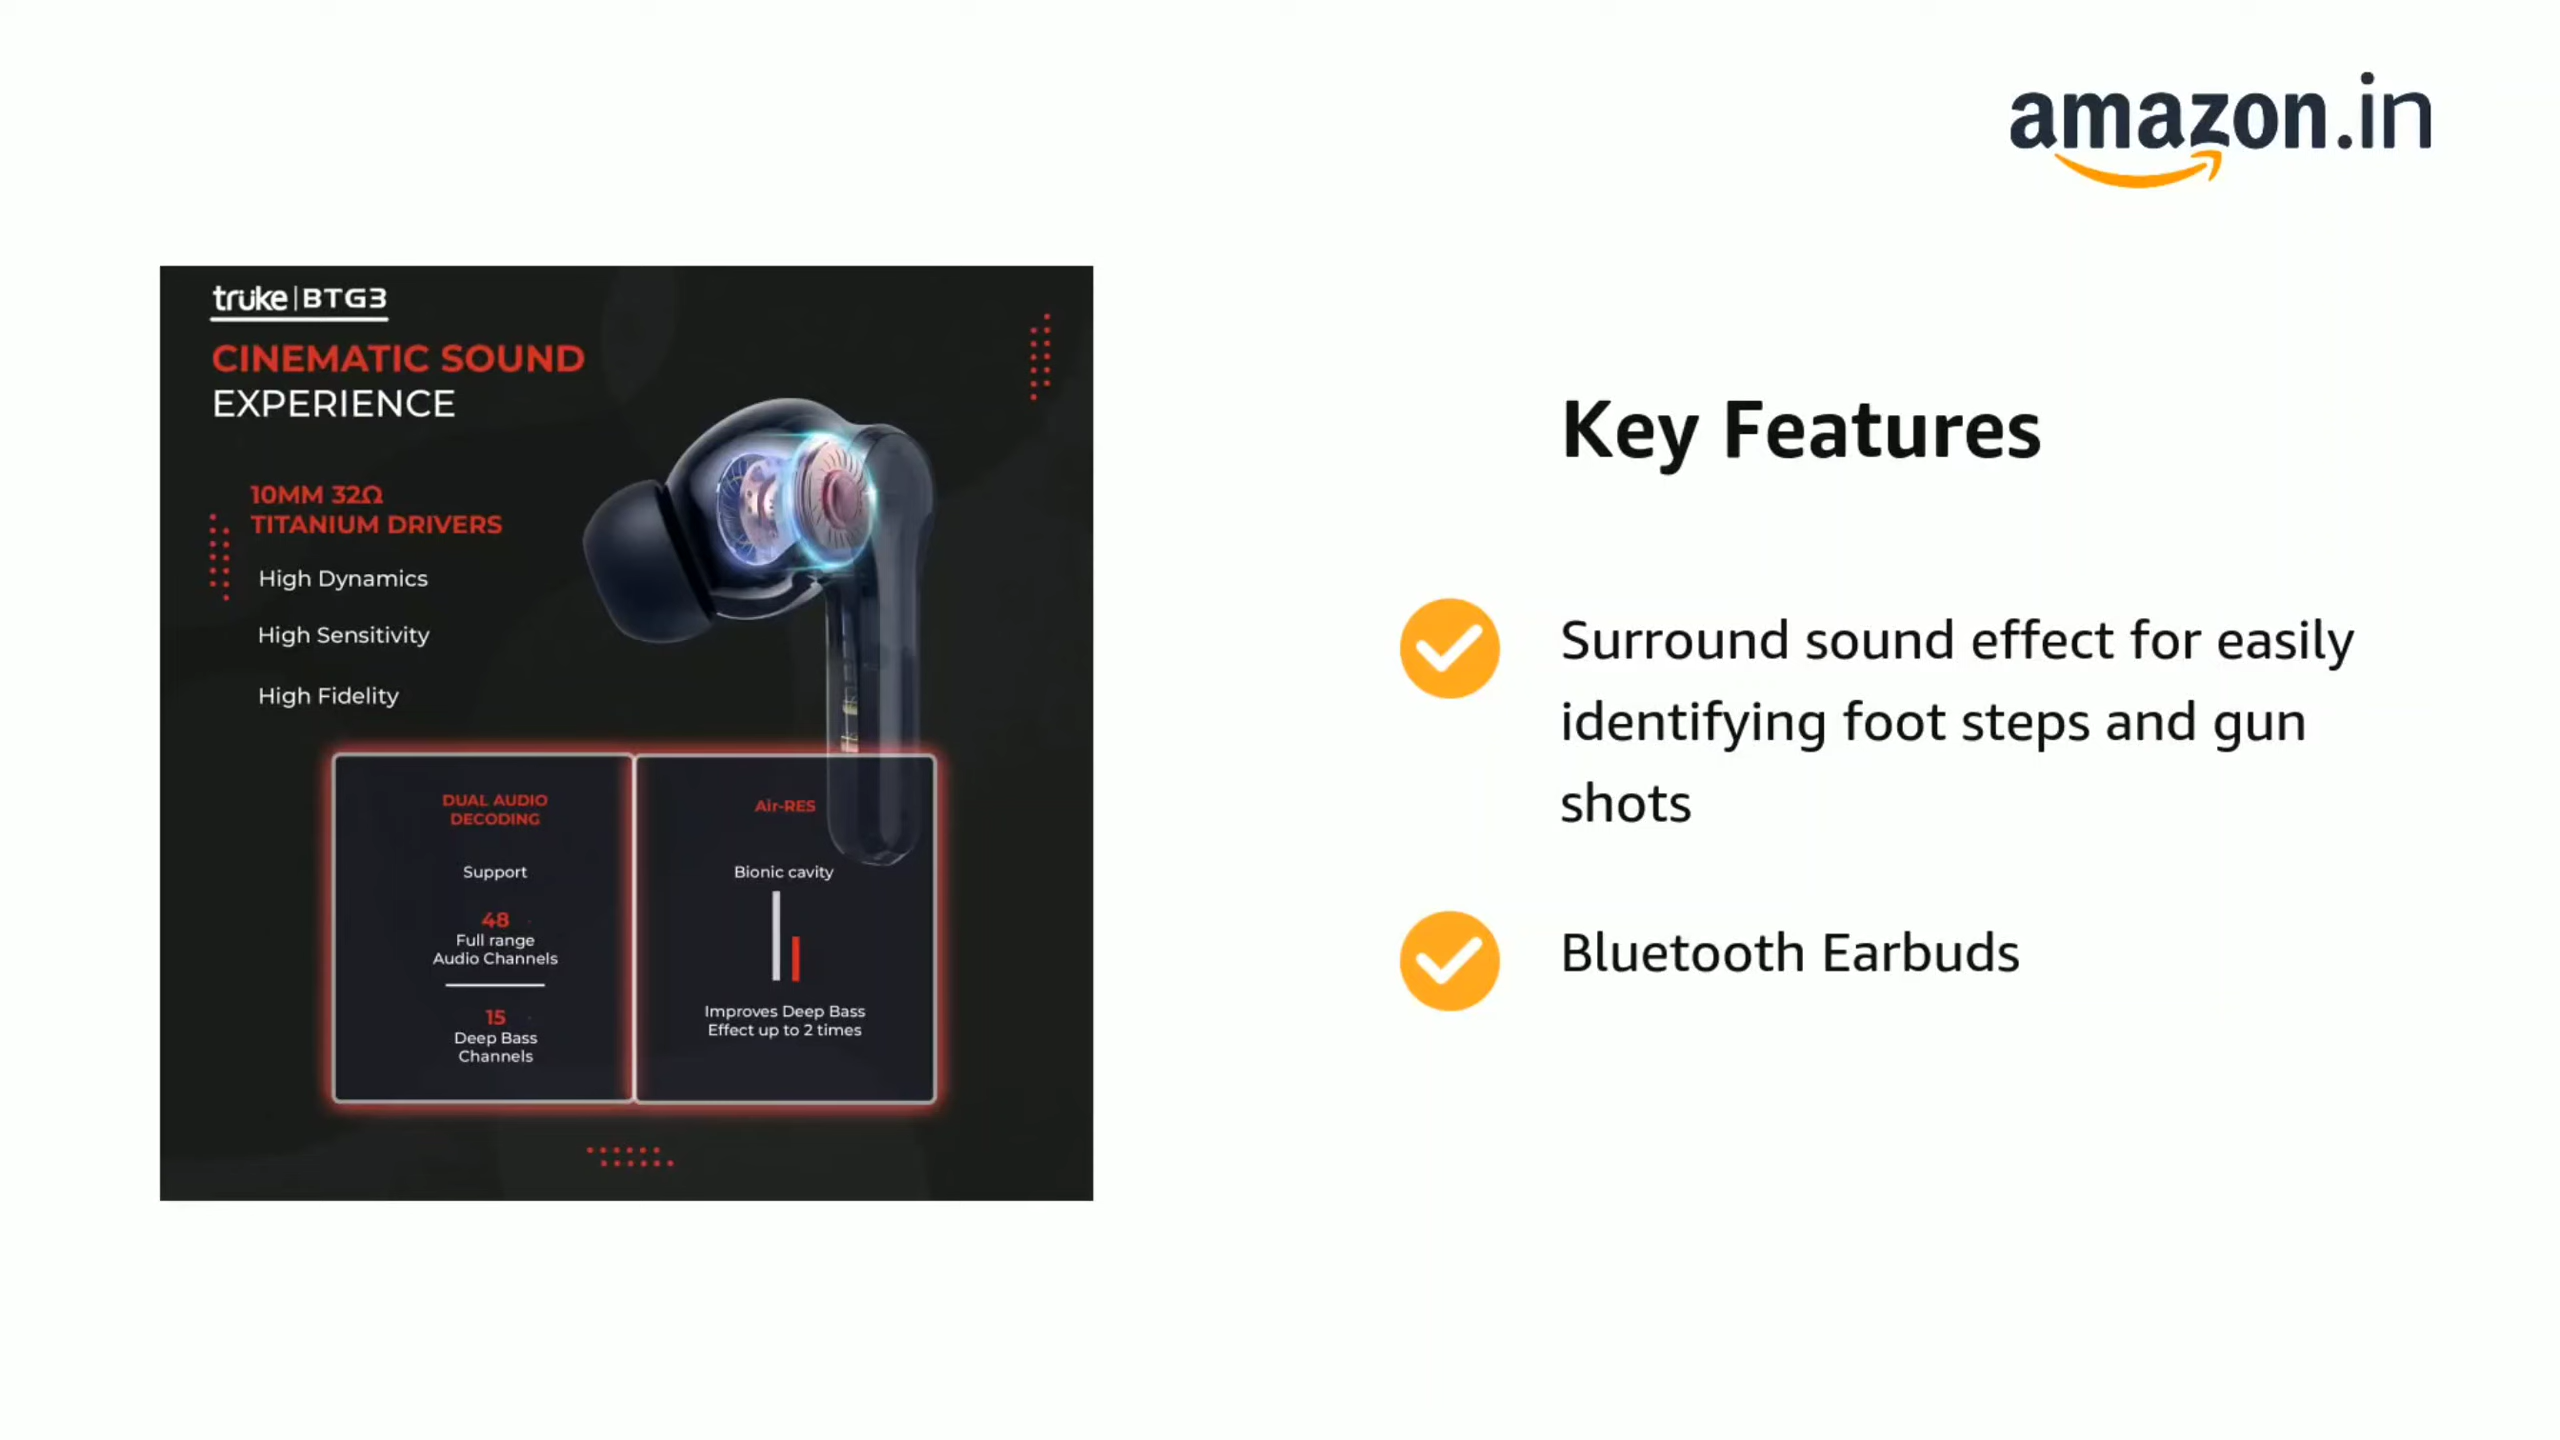 amazon.in
truke|BTG3
CINEMATIC SOUND
EXPERIENCE
10MM 32Ω
TITANIUM DRIVERS
High Dynamics
High Sensitivity
High Fidelity
DUAL AUDIO
DECODING
Support
48
Full range
Audio Channels
15
Deep Bass
Channels
Air-RES
Bionic cavity
Improves Deep Bass
Effect up to 2 times
Key Features
Surround sound effect for easily
identifying foot steps and gun
shots
Bluetooth Earbuds